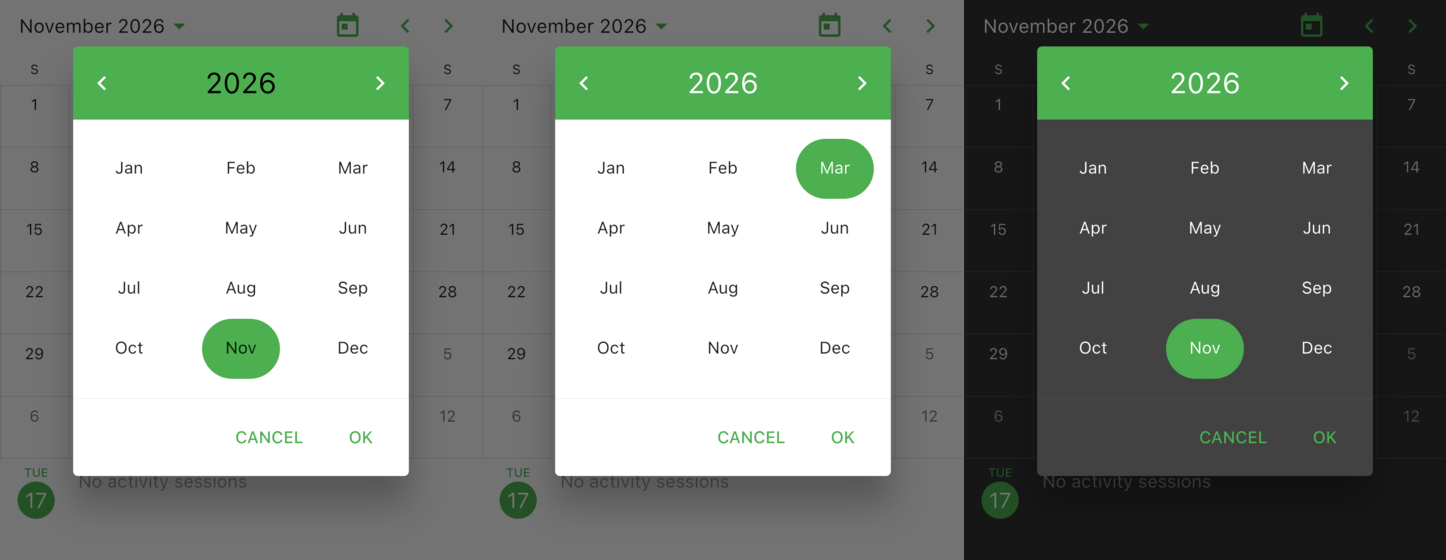 November 2026
S
S
1
7
8
14
15
21
22
28
29
5
6
12
2026
Jan Feb Mar
Apr May Jun
Jul Aug Sep
Oct Nov Dec
CANCEL OK
TUE
17
No activity sessions
November 2026
S
S
1
7
8
14
15
21
22
28
29
5
6
12
2026
Jan Feb Mar
Apr May Jun
Jul Aug Sep
Oct Nov Dec
CANCEL OK
TUE
17
No activity sessions
November 2026
S
S
1
7
8
14
15
21
22
28
29
5
6
12
2026
Jan Feb Mar
Apr May Jun
Jul Aug Sep
Oct Nov Dec
CANCEL OK
TUE
17
No activity sessions